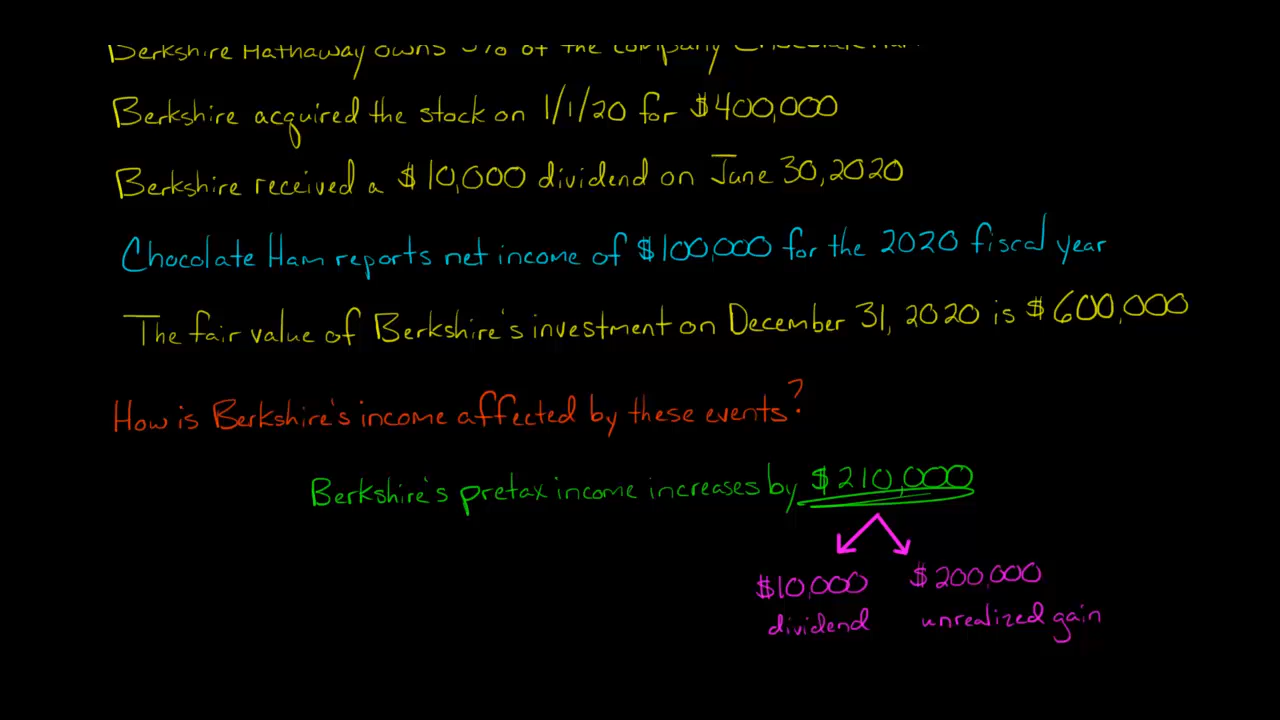 Berkshire Hathaway owns 5% of the company Chocolate Ham
Berkshire acquired the stock on 1/1/20 for $400,000
Berkshire received a $10,000 dividend on June 30, 2020
Chocolate Ham reports net income of $100,000 for the 2020 fiscal year
The fair value of Berkshire's investment on December 31, 2020 is $600,000
How is Berkshire's income affected by these events?
Berkshire's pretax income increases by $210,000
$10,000 $200,000
dividend unrealized gain